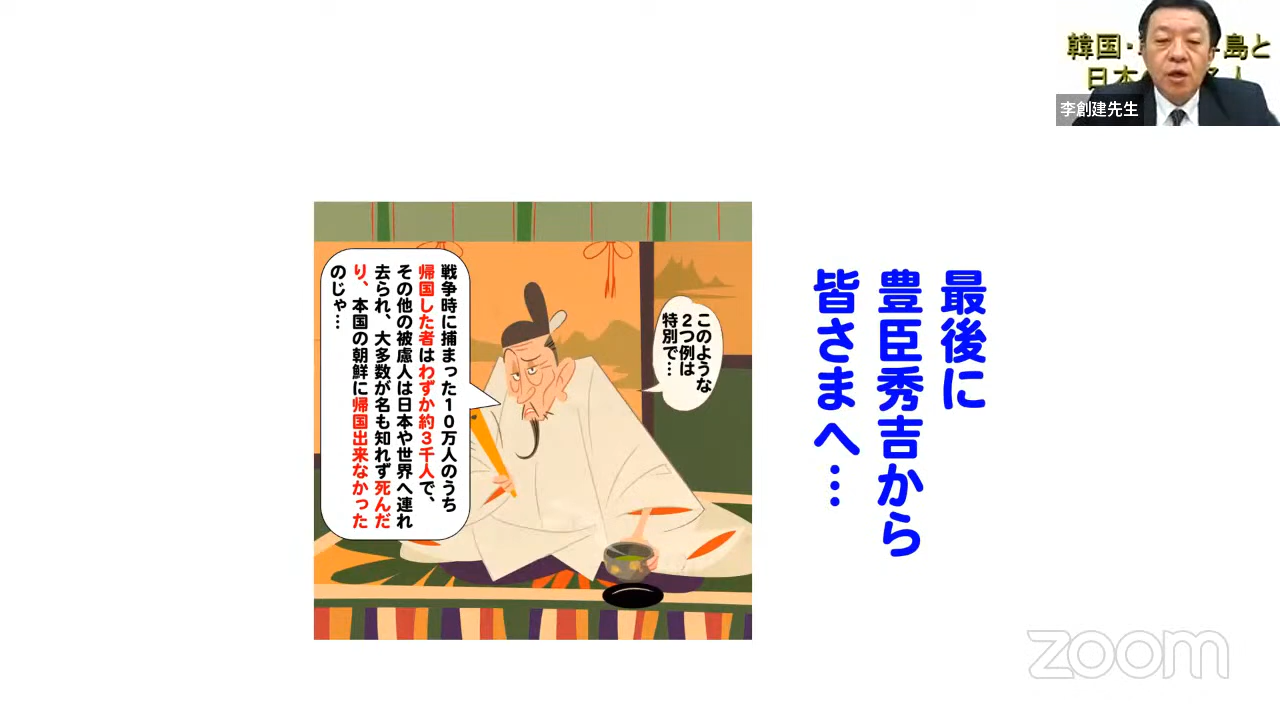 最後に
豊臣秀吉から
皆さまへ…
このような
2つ例は
特別で…
戦争時に捕まった10万人のうち
帰国した者はわずか約3千人で、
その他の被慮人は日本や世界へ連れ
去られ、大多数が名も知れず死んだ
り、本国の朝鮮に帰国出来なかった
のじゃ…
韓国・
島と
日本
李創建先生
zoom